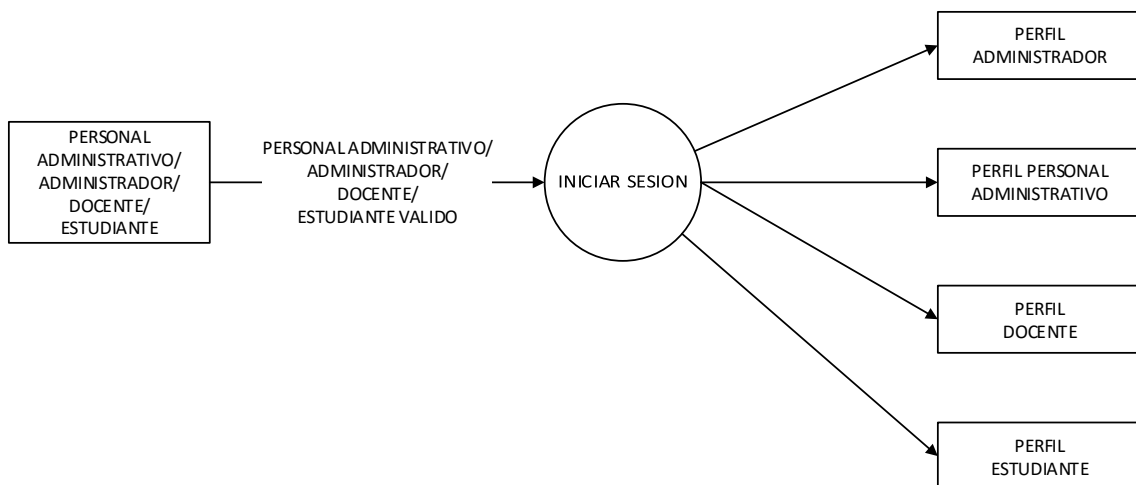 PERSONAL
ADMINISTRATIVO/
ADMINISTRADOR/
DOCENTE/
ESTUDIANTE
PERSONAL ADMINISTRATIVO/
ADMINISTRADOR/
DOCENTE/
ESTUDIANTE VALIDO
INICIAR SESION
PERFIL
ADMINISTRADOR
PERFIL PERSONAL
ADMINISTRATIVO
PERFIL
DOCENTE
PERFIL
ESTUDIANTE